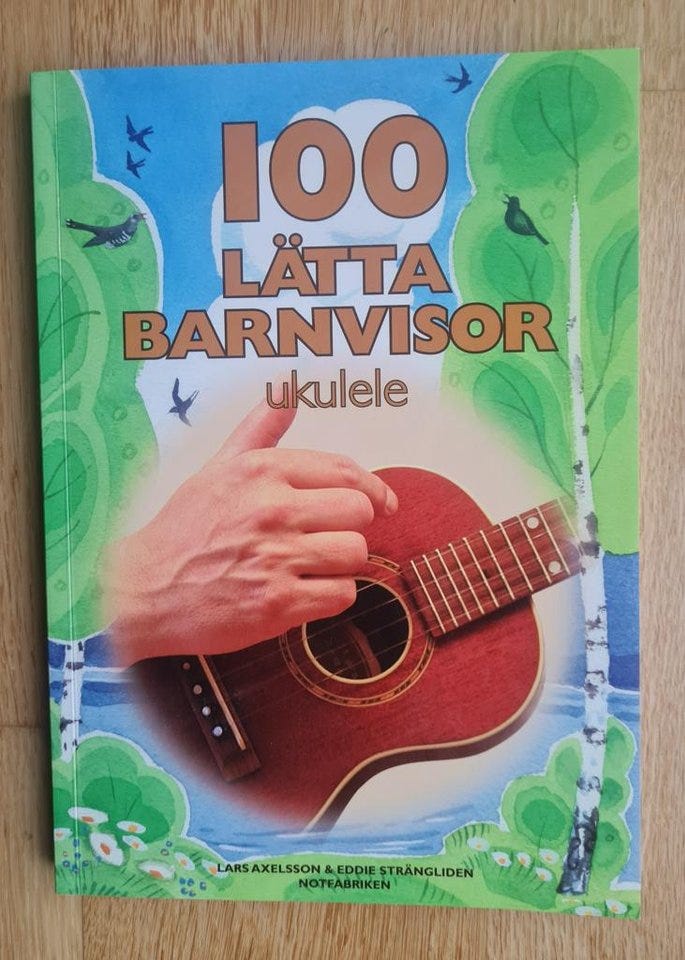 100
LÄTTA
BARNVISOR
ukulele
LARS AXELSSON & EDDIE STRÄNGLIDEN
NOTFABRIKEN